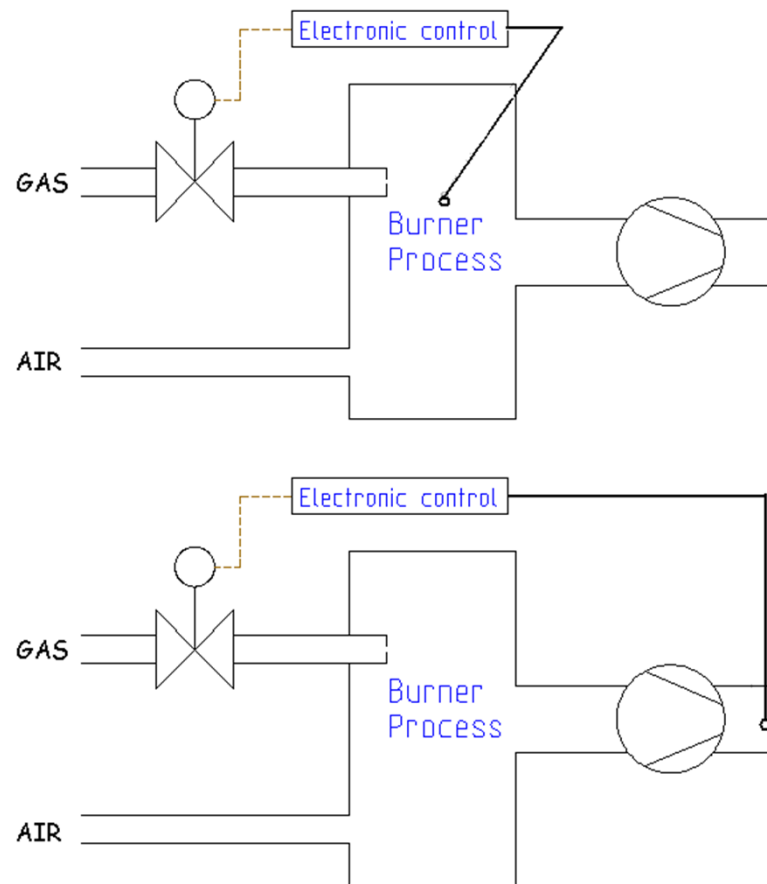 Electronic control
GAS
Burner
Process
AIR
Electronic control
GAS
Burner
Process
AIR